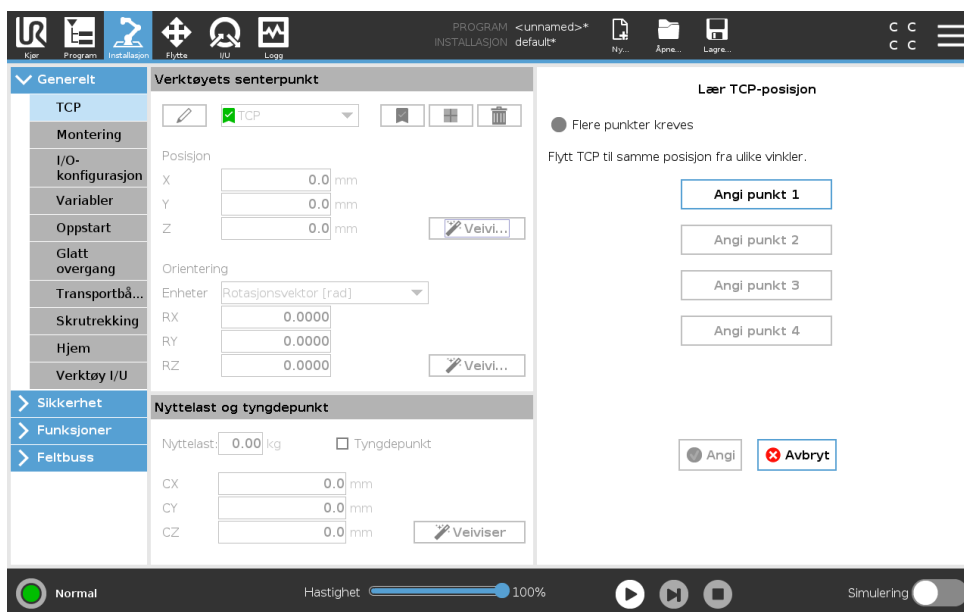 PROGRAM <unnamed>*
INSTALLASJON default*
UR
Kjør
Program
Installasjon
Flytte
I/U
Logg
Ny...
Åpne...
Lagre...
C C
C C
Generelt
TCP
Montering
I/O-
konfigurasjon
Variabler
Oppstart
Glatt
overgang
Transportbå...
Skrutrekking
Hjem
Verktøy I/U
Sikkerhet
Funksjoner
Feltbuss
Verktøyets senterpunkt
TCP
Posisjon
X 0.0 mm
Y 0.0 mm
Z 0.0 mm
Veivi...
Orientering
Enheter Rotasjonsvektor [rad]
RX 0.0000
RY 0.0000
RZ 0.0000
Veivi...
Nyttelast og tyngdepunkt
Nyttelast: 0.00 kg
Tyngdepunkt
CX 0.0 mm
CY 0.0 mm
CZ 0.0 mm
Veiviser
Lær TCP-posisjon
Flere punkter kreves
Flytt TCP til samme posisjon fra ulike vinkler.
Angi punkt 1
Angi punkt 2
Angi punkt 3
Angi punkt 4
Angi
Avbryt
Normal
Hastighet 100%
Simulering